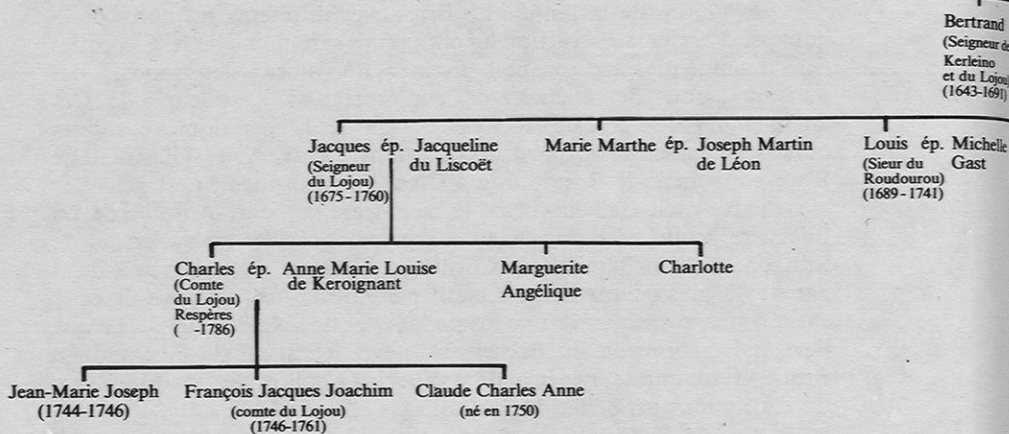 Bertrand
(Seigneur de
Kerleino
et du Lojou)
(1643-1691)
Jacques ép. Jacqueline
du Liscoët
(Seigneur
du Lojou)
(1675-1760)
Marie Marthe ép. Joseph Martin
de Léon
Louis ép. Michelle
Gast
(Sieur du
Roudourou)
(1689-1741)
Charles ép. Anne Marie Louise
de Keroignant
(Comte
du Lojou)
Respères
( -1786)
Marguerite
Angélique
Charlotte
Jean-Marie Joseph
(1744-1746)
François Jacques Joachim
(comte du Lojou)
(1746-1761)
Claude Charles Anne
(né en 1750)